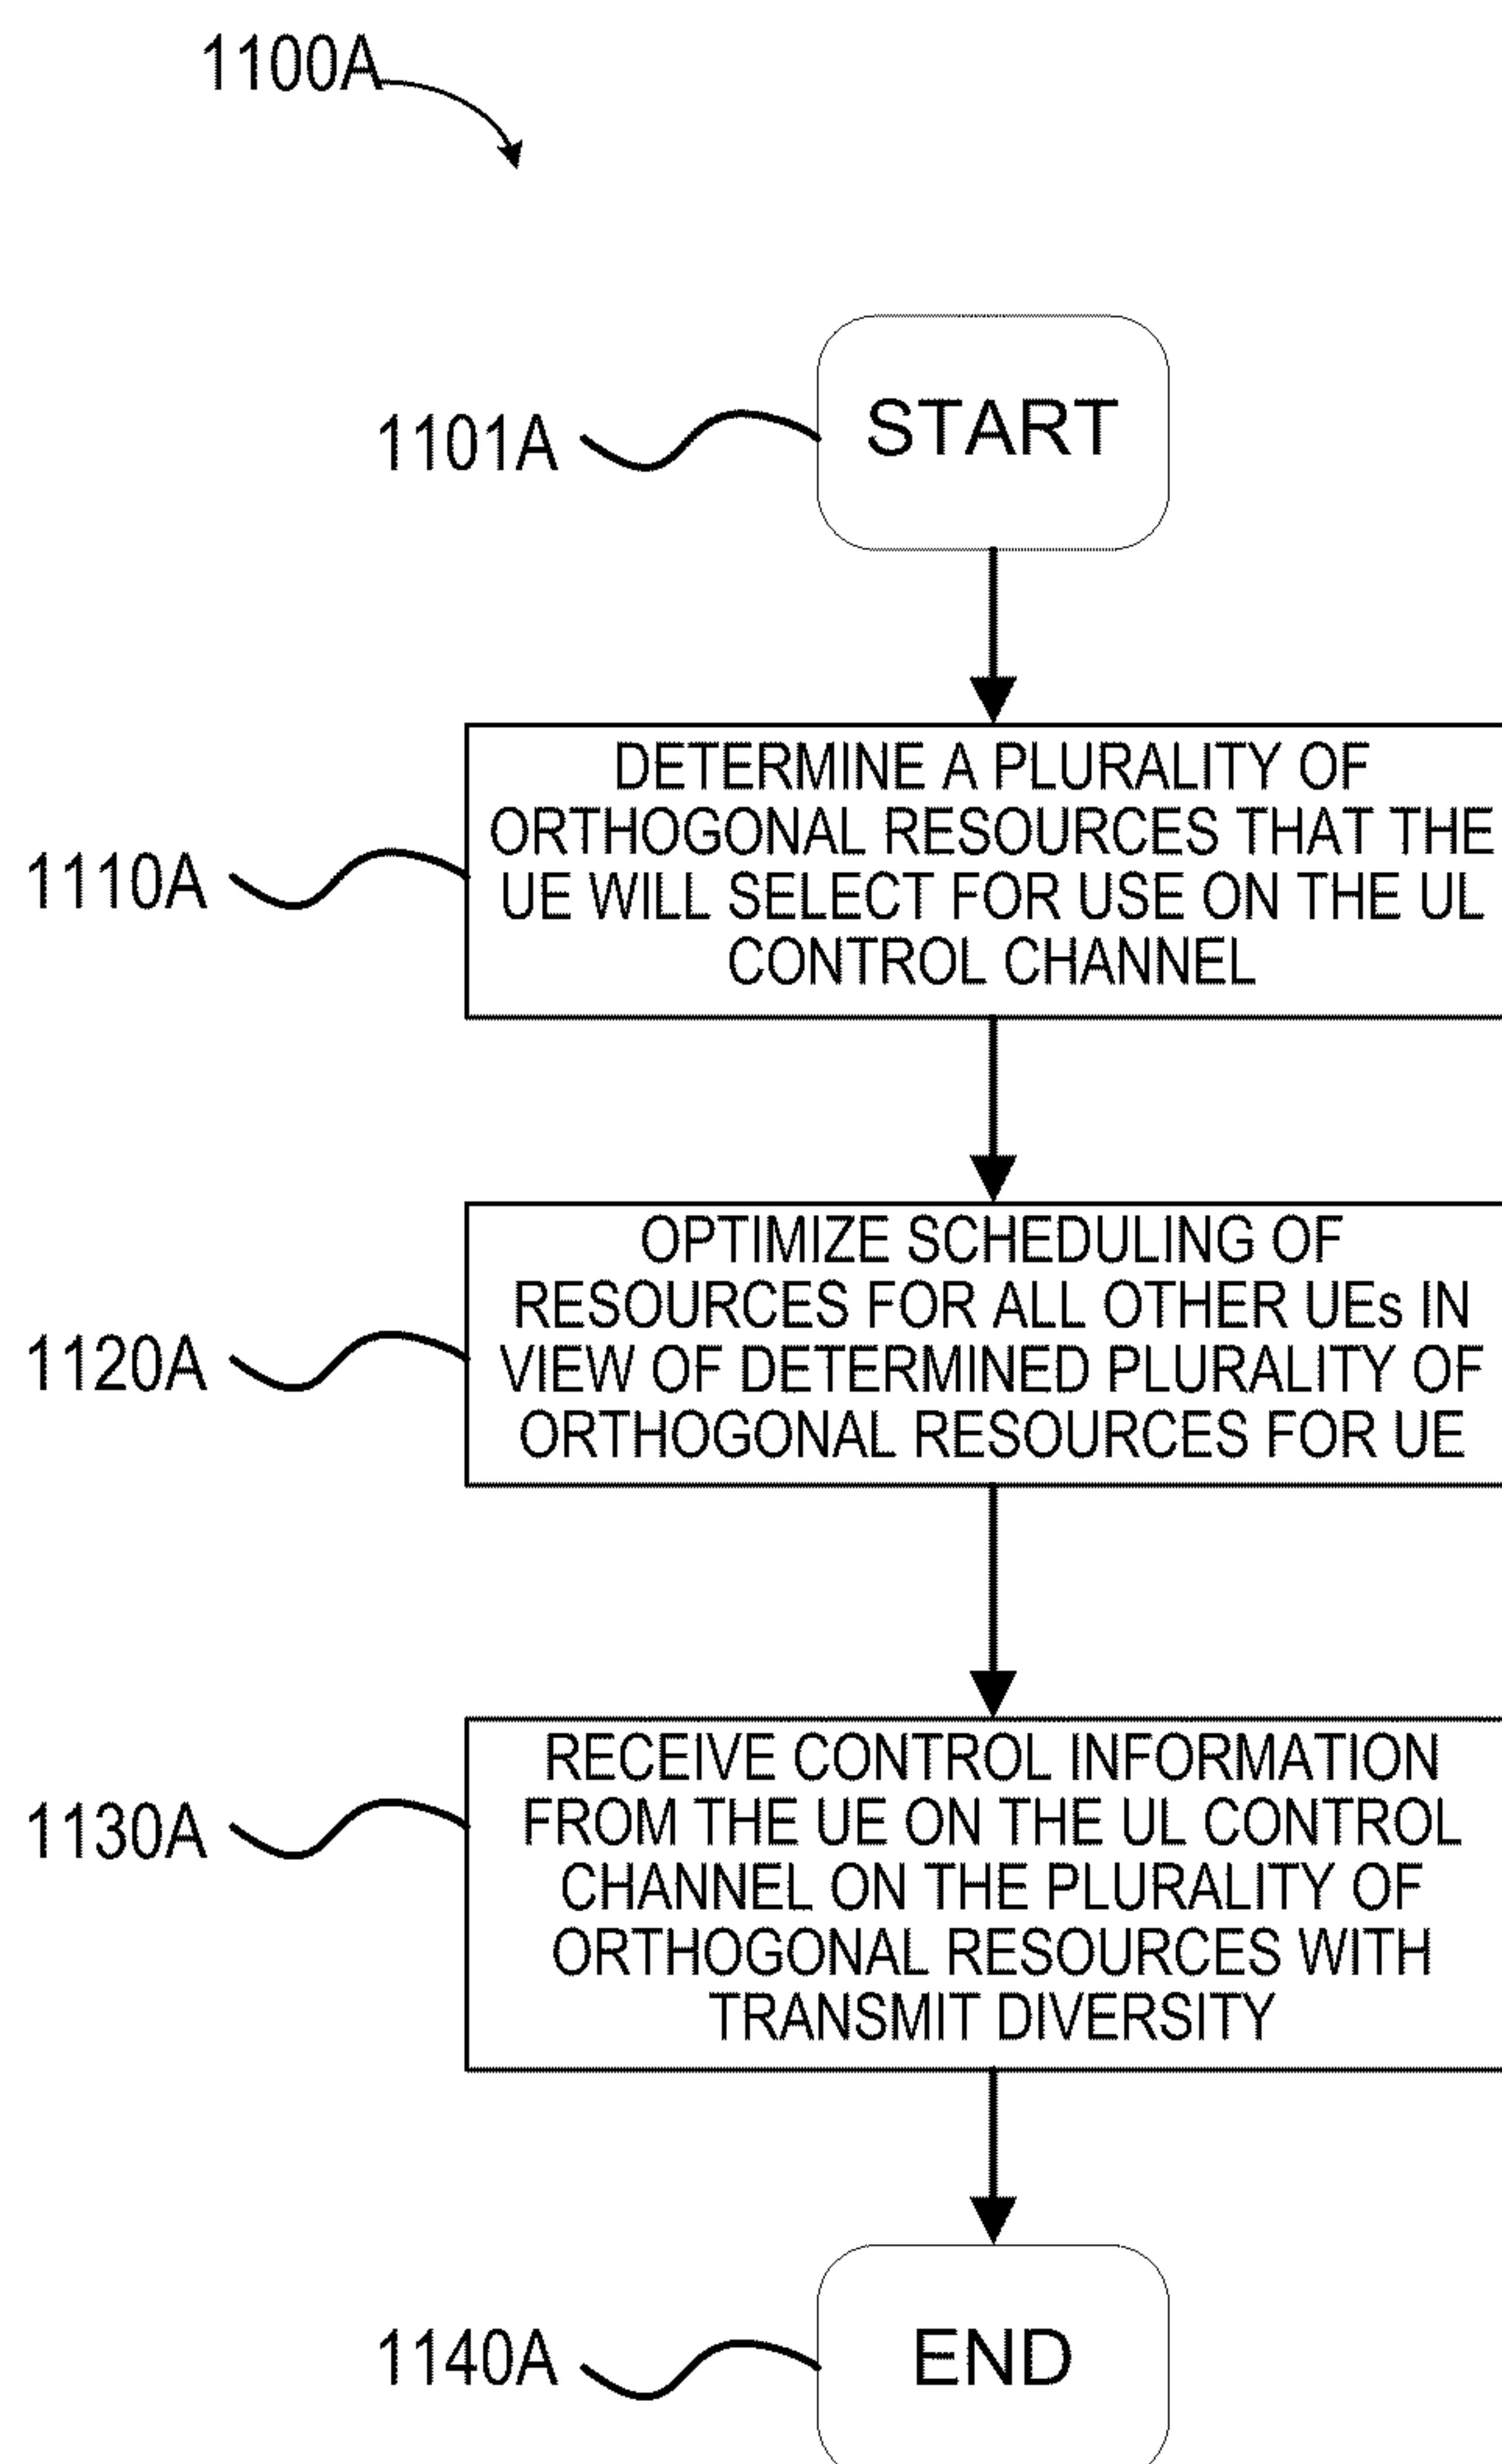 1100A
1101A
START
1110A
DETERMINE A PLURALITY OF
ORTHOGONAL RESOURCES THAT THE
UE WILL SELECT FOR USE ON THE UL
CONTROL CHANNEL
1120A
OPTIMIZE SCHEDULING OF
RESOURCES FOR ALL OTHER UEs IN
VIEW OF DETERMINED PLURALITY OF
ORTHOGONAL RESOURCES FOR UE
1130A
RECEIVE CONTROL INFORMATION
FROM THE UE ON THE UL CONTROL
CHANNEL ON THE PLURALITY OF
ORTHOGONAL RESOURCES WITH
TRANSMIT DIVERSITY
1140A
END